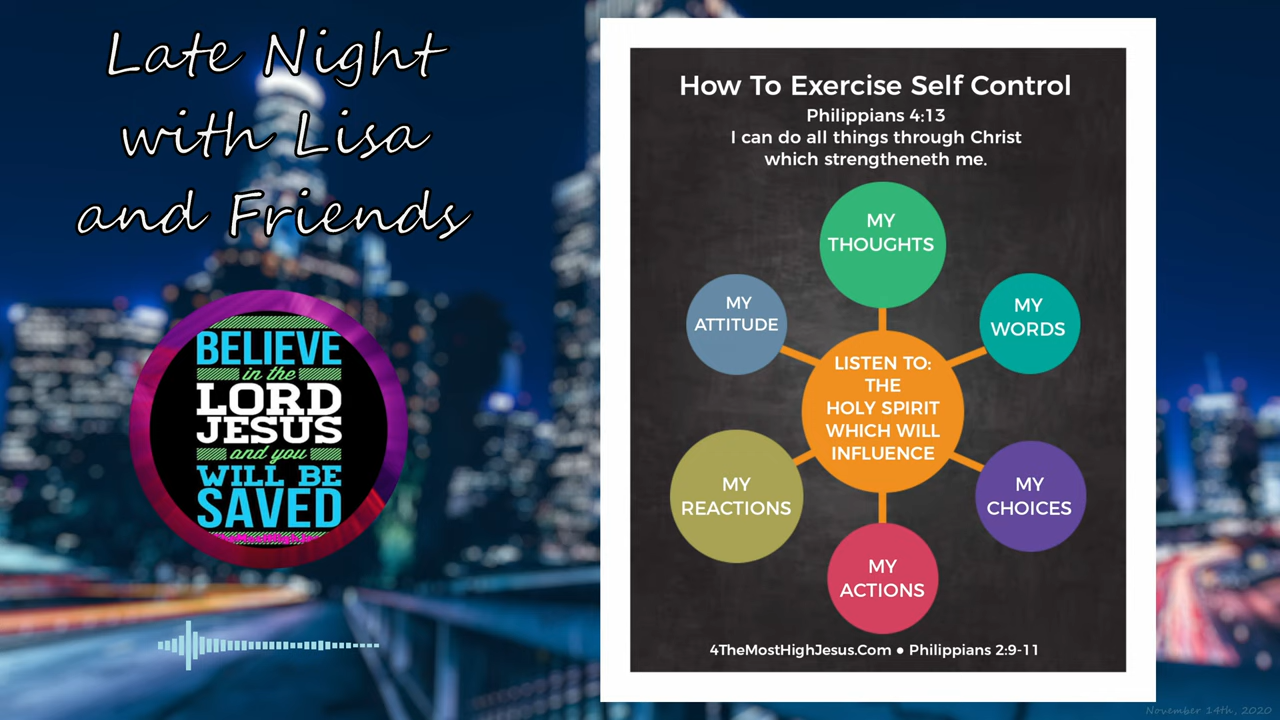 Late Night
with Lisa
and Friends
BELIEVE
in the
LORD
JESUS
and you
WILL BE
SAVED
How To Exercise Self Control
Philippians 4:13
I can do all things through Christ
which strengtheneth me.
MY
THOUGHTS
MY
ATTITUDE
MY
WORDS
LISTEN TO:
THE
HOLY SPIRIT
WHICH WILL
INFLUENCE
MY
REACTIONS
MY
CHOICES
MY
ACTIONS
4TheMostHighJesus.Com ● Philippians 2:9-11
November 14th, 2020